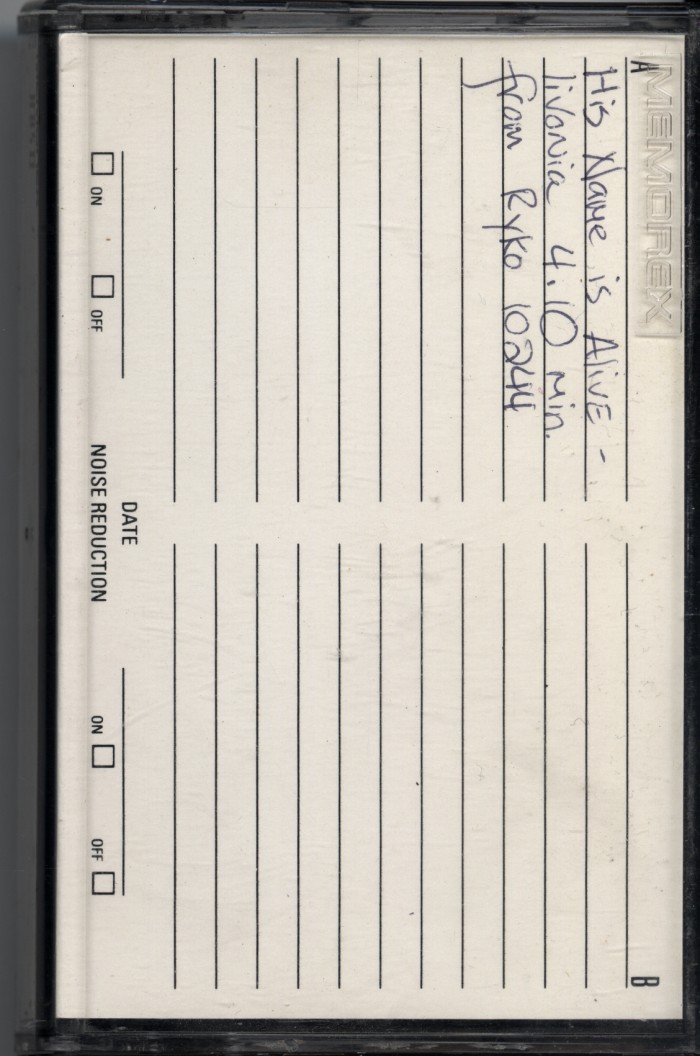 MEMOREX
A
B
His Name is Alive -
livonia 4.10 min.
from Ryko 10244
DATE
NOISE REDUCTION
ON
OFF
ON
OFF